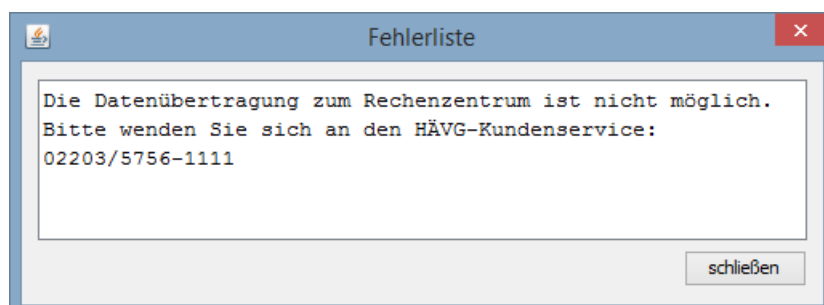 Fehlerliste
Die Datenübertragung zum Rechenzentrum ist nicht möglich.
Bitte wenden Sie sich an den HÄVG-Kundenservice:
02203/5756-1111
schließen